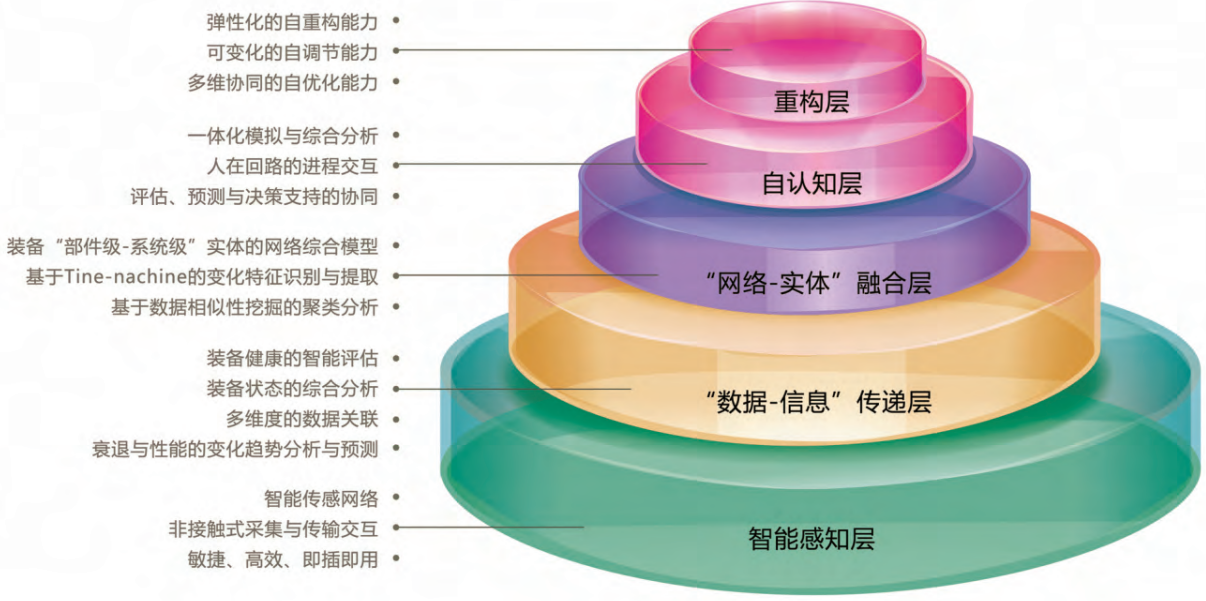 弹性化的自重构能力
可变化的自调节能力
多维协同的自优化能力
重构层
一体化模拟与综合分析
人在回路的进程交互
评估、预测与决策支持的协同
自认知层
装备“部件级-系统级”实体的网络综合模型
基于Tine-nachine的变化特征识别与提取
基于数据相似性挖掘的聚类分析
“网络-实体”融合层
装备健康的智能评估
装备状态的综合分析
多维度的数据关联
衰退与性能的变化趋势分析与预测
“数据-信息”传递层
智能传感网络
非接触式采集与传输交互
敏捷、高效、即插即用
智能感知层